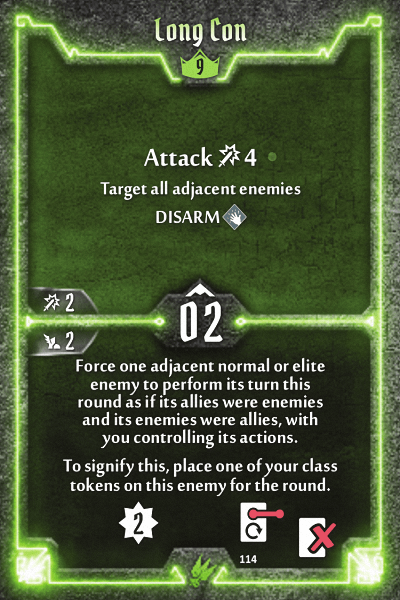 Long Con
9
Attack 4
Target all adjacent enemies
DISARM
2
02
2
Force one adjacent normal or elite
enemy to perform its turn this
round as if its allies were enemies
and its enemies were allies, with
you controlling its actions.
To signify this, place one of your class
tokens on this enemy for the round.
2
114